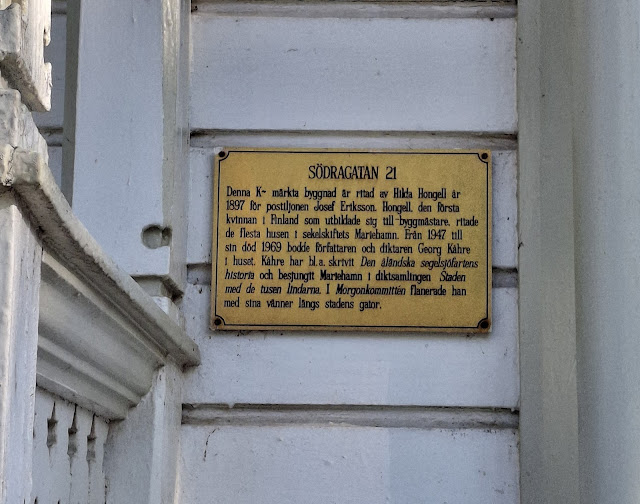 SÖDRAGATAN 21
Denna K- märkta byggnad är ritad av Hilda Hongell år
1897 för postiljonen Josef Eriksson. Hongell, den första
kvinnan i Finland som utbildade sig till byggmästare, ritade
de flesta husen i sekelskiftets Mariehamn. Från 1947 till
sin död 1969 bodde författaren och diktaren Georg Kåhre
i huset. Kåhre har bl.a. skrivit Den åländska segelsjöfartens
historia och besjungit Mariehamn i diktsamlingen Staden
med de tusen lindarna. I Morgonkommittén flanerade han
med sina vänner längs stadens gator.